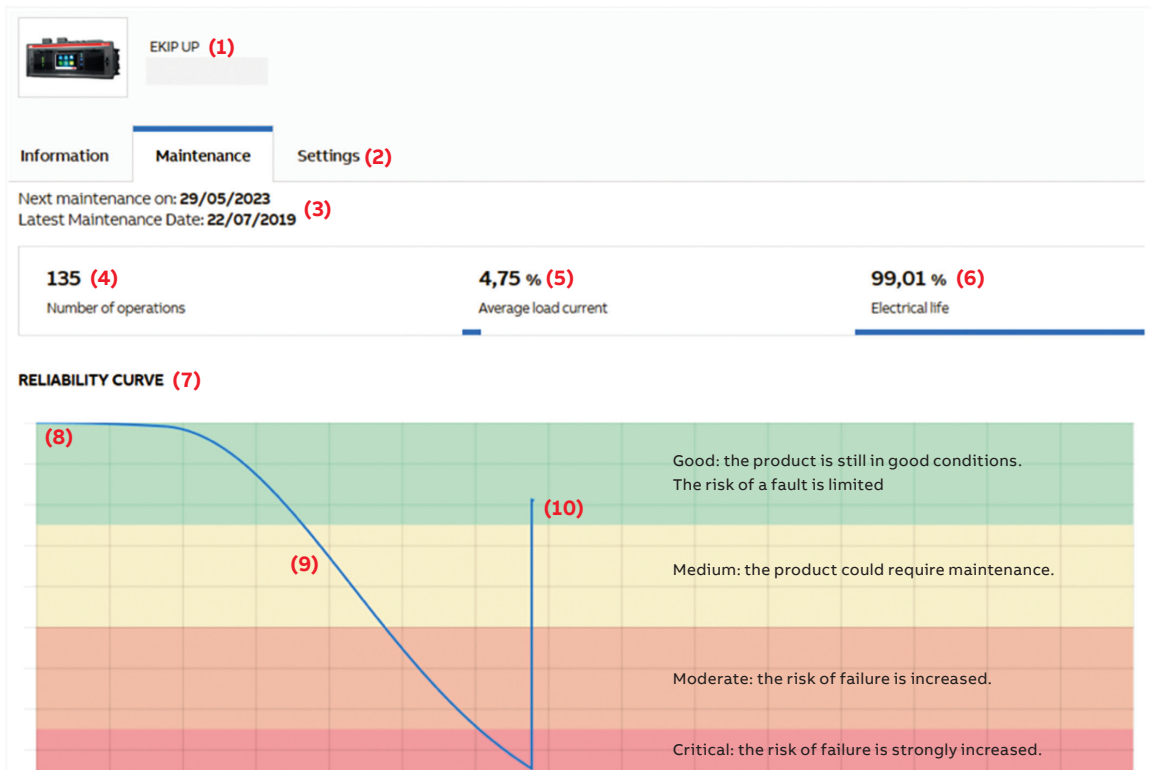 EKIP UP (1)
Information Maintenance Settings (2)
Next maintenance on: 29/05/2023
Latest Maintenance Date: 22/07/2019 (3)
135 (4) 4,75 % (5) 99,01 % (6)
Number of operations Average load current Electrical life
RELIABILITY CURVE (7)
(8)
Good: the product is still in good conditions.
The risk of a fault is limited
(10)
(9)
Medium: the product could require maintenance.
Moderate: the risk of failure is increased.
Critical: the risk of failure is strongly increased.